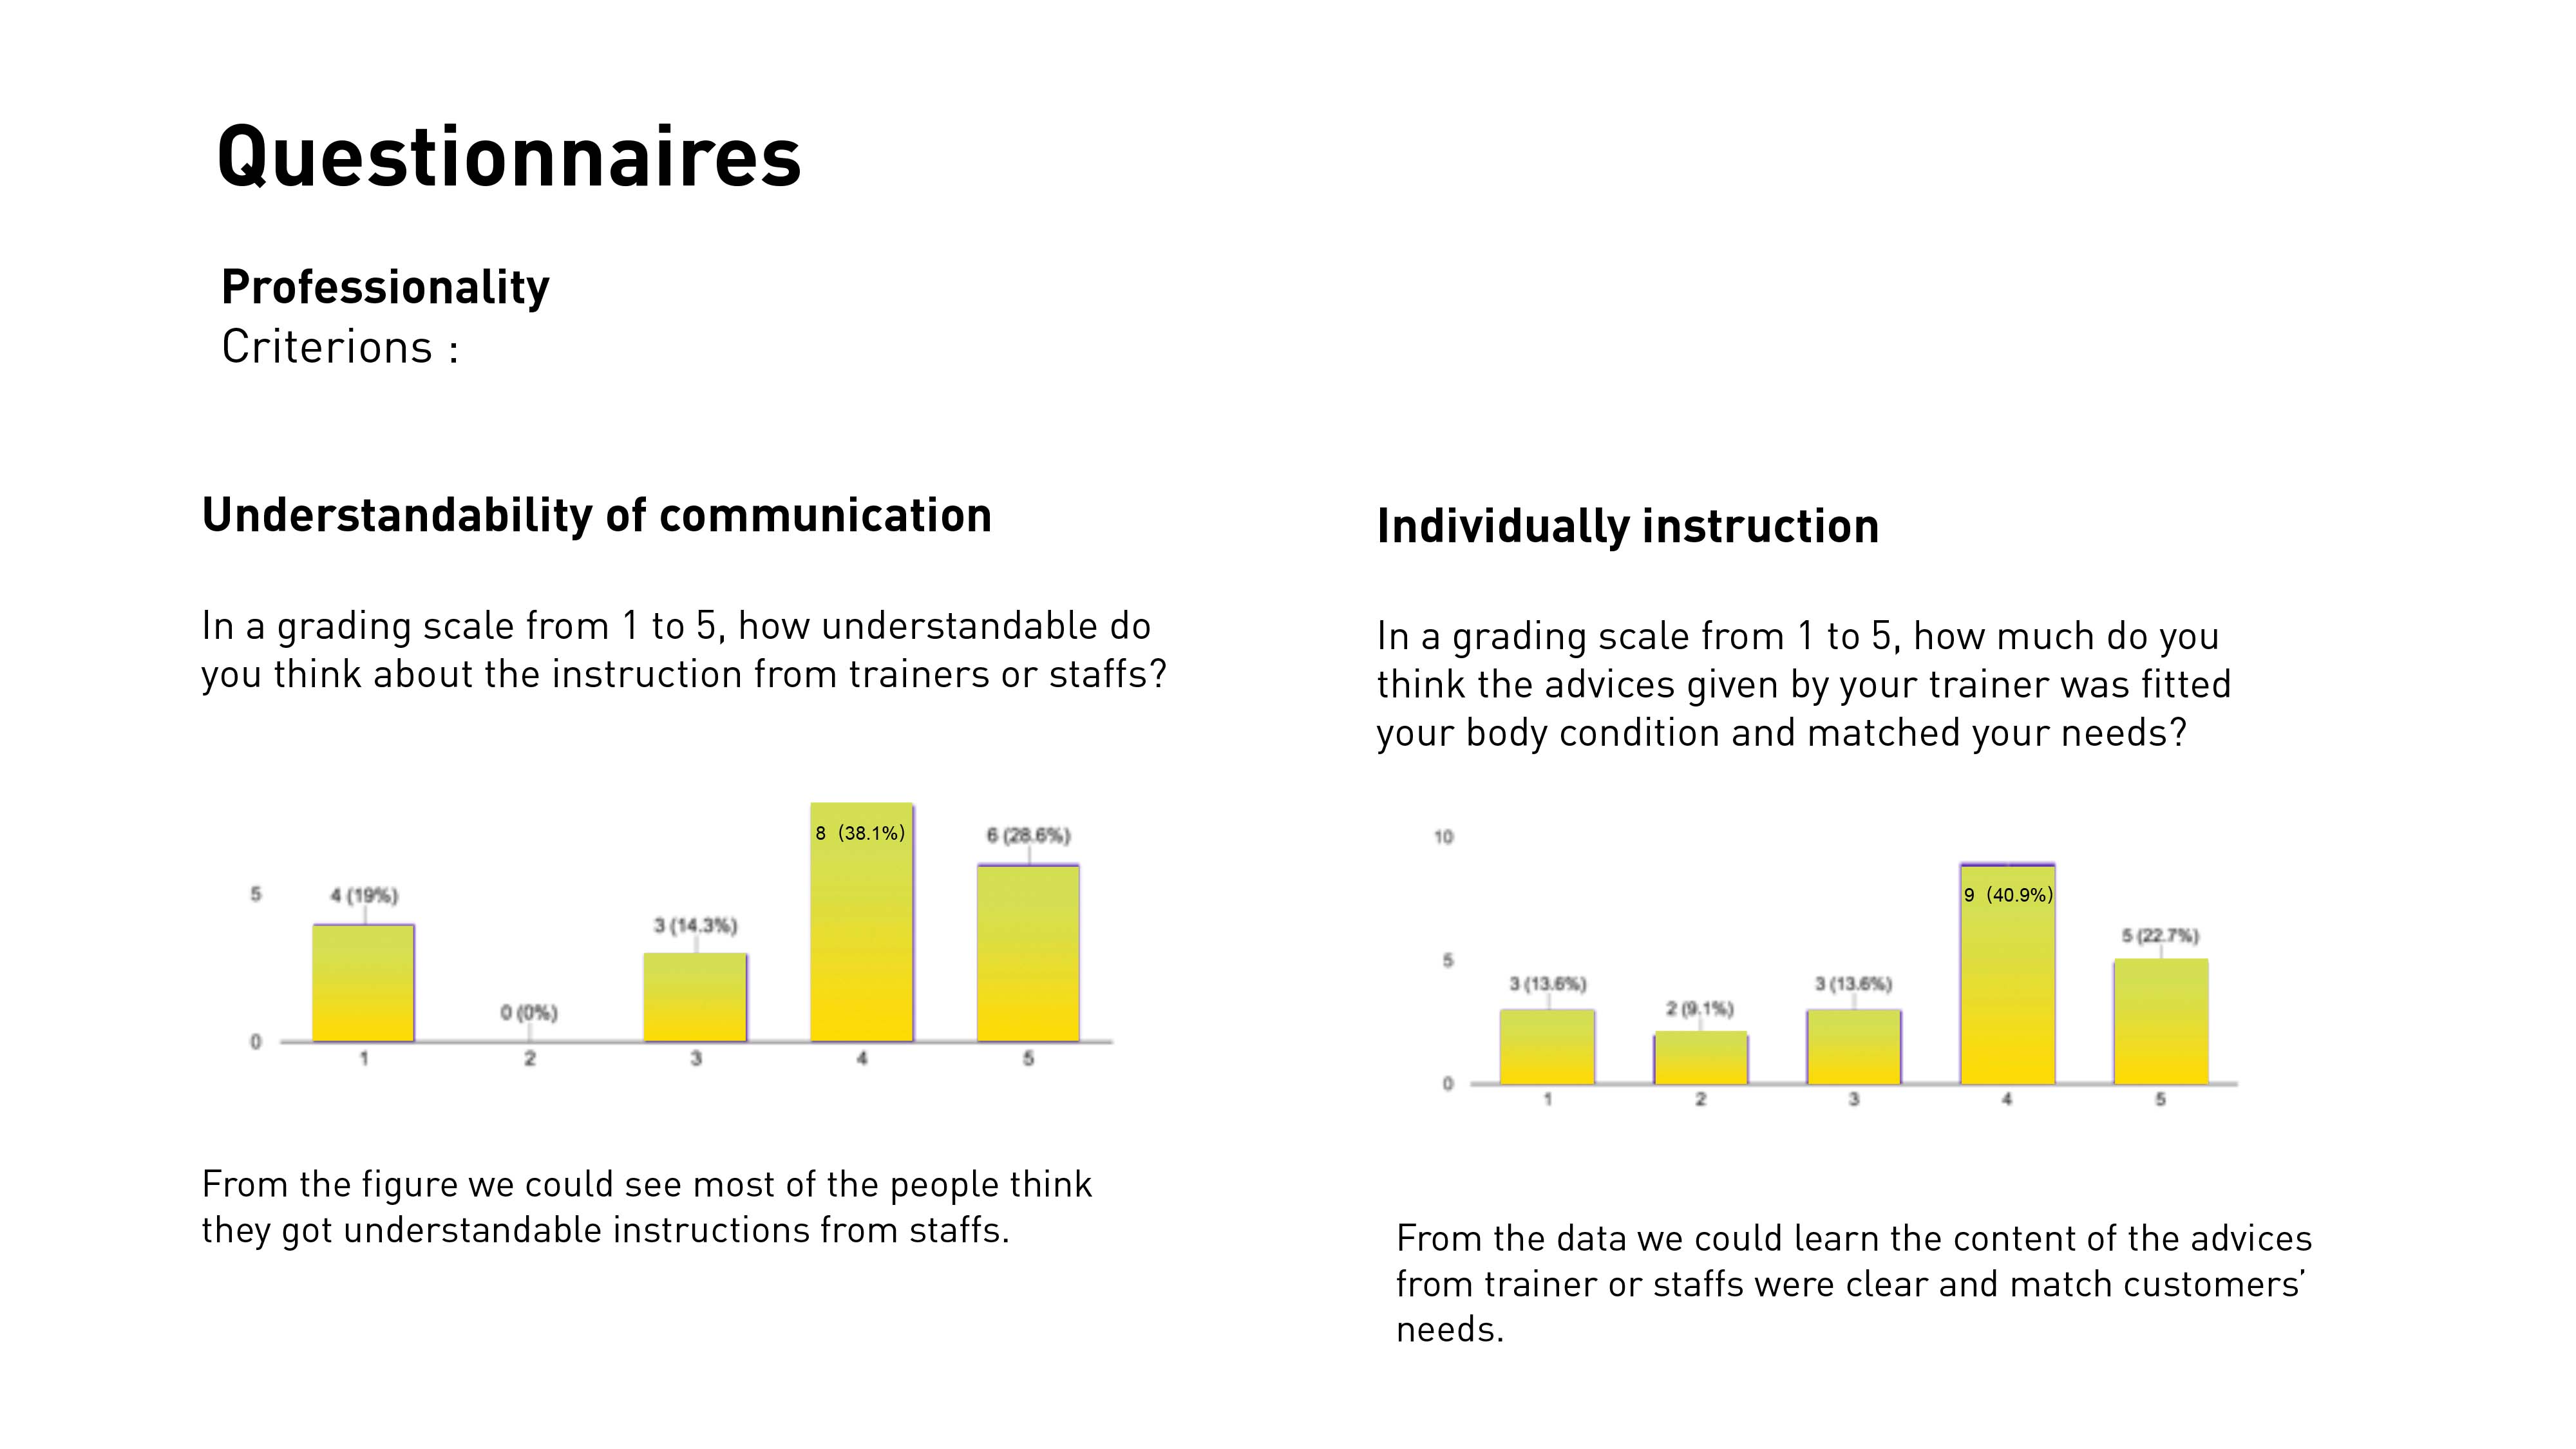 Questionnaires
Professionality
Criterions :
Understandability of communication
In a grading scale from 1 to 5, how understandable do
you think about the instruction from trainers or staffs?
8 (38.1%)
6 (28.6%)
5
4 (19%)
3 (14.3%)
0 (0%)
0
1 2 3 4 5
From the figure we could see most of the people think
they got understandable instructions from staffs.
Individually instruction
In a grading scale from 1 to 5, how much do you
think the advices given by your trainer was fitted
your body condition and matched your needs?
10
9 (40.9%)
5 (22.7%)
5
3 (13.6%)
3 (13.6%)
2 (9.1%)
0
1 2 3 4 5
From the data we could learn the content of the advices
from trainer or staffs were clear and match customers’
needs.